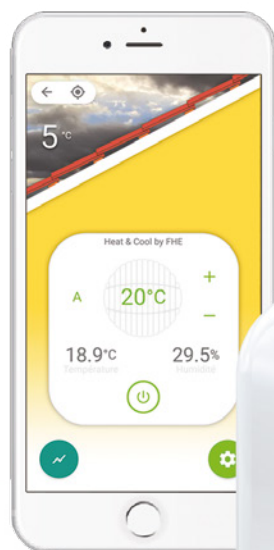 5°C
Heat & Cool by FHE
A 20°C + −
18.9°C 29.5%
Température Humidité